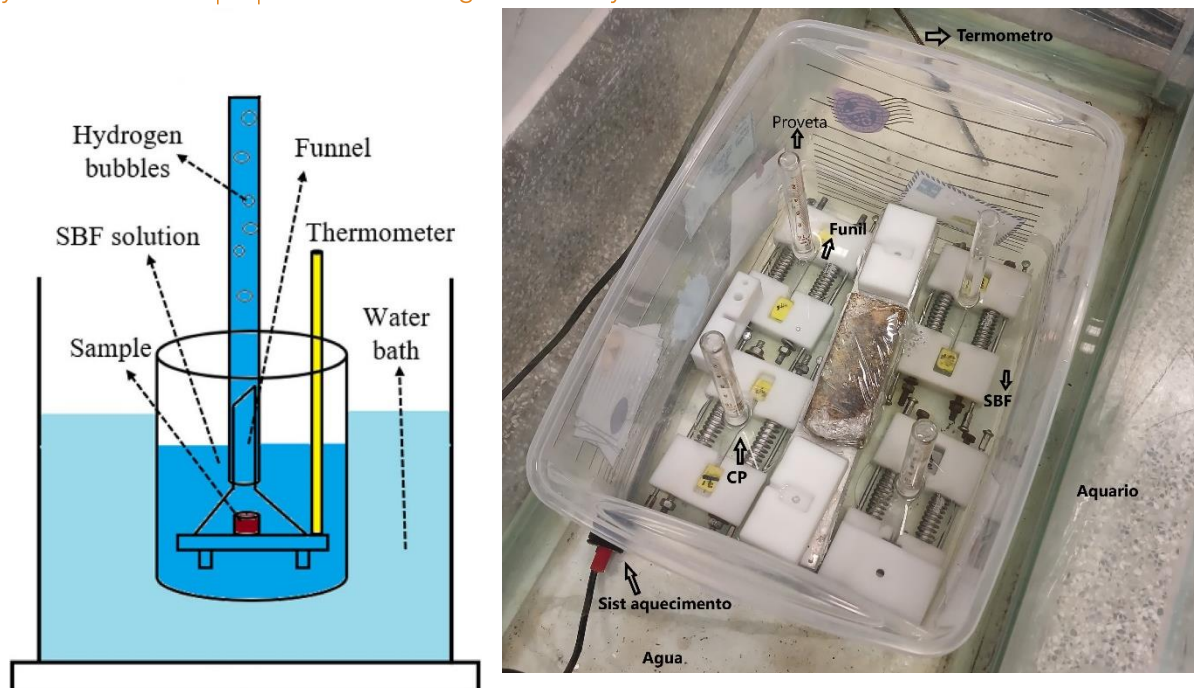 Hydrogen
bubbles
Funnel
SBF solution
Thermometer
Sample
Water
bath
Termometro
Proveta
Funil
SBF
CP
Aquario
Sist aquecimento
Agua.